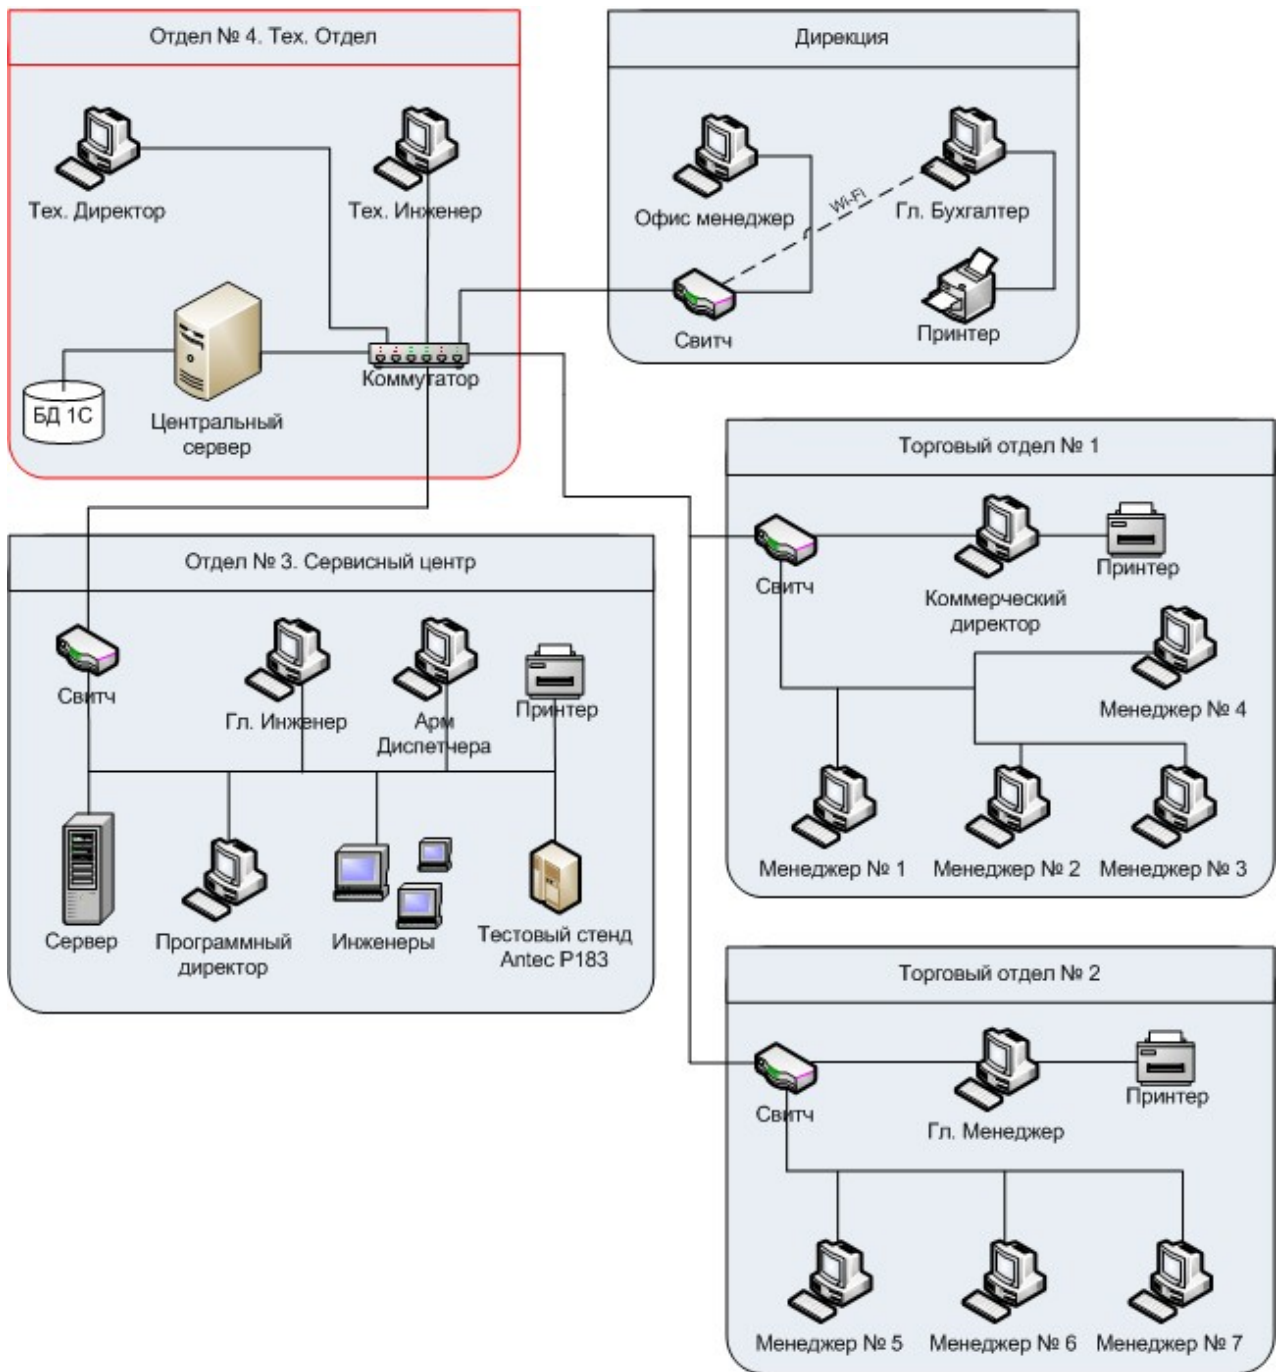 Отдел № 4. Тех. Отдел
Тех. Директор
Тех. Инженер
БД 1С
Центральный
сервер
Коммутатор
Дирекция
Офис менеджер
Wi-Fi
Гл. Бухгалтер
Свитч
Принтер
Торговый отдел № 1
Свитч
Коммерческий
директор
Принтер
Менеджер № 4
Менеджер № 1
Менеджер № 2
Менеджер № 3
Отдел № 3. Сервисный центр
Свитч
Гл. Инженер
Арм
Диспетчера
Принтер
Сервер
Программный
директор
Инженеры
Тестовый стенд
Antec P183
Торговый отдел № 2
Свитч
Гл. Менеджер
Принтер
Менеджер № 5
Менеджер № 6
Менеджер № 7